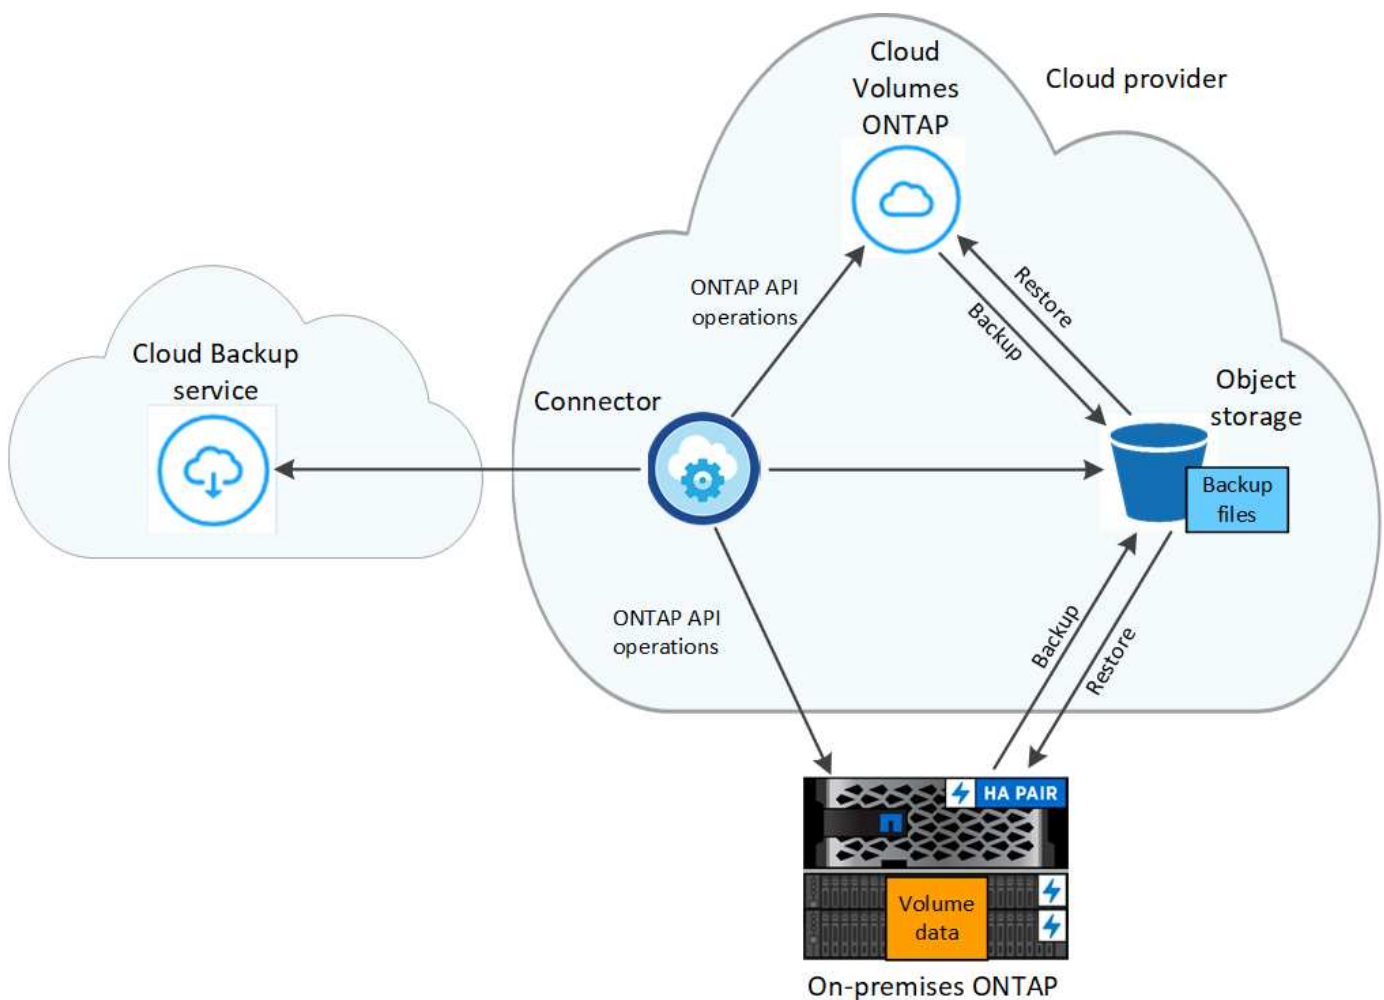 Cloud
Volumes
ONTAP
Cloud provider
ONTAP API
operations
Restore
Backup
Cloud Backup
service
Connector
Object
storage
Backup
files
ONTAP API
operations
Backup
Restore
HA PAIR
Volume
data
On-premises ONTAP